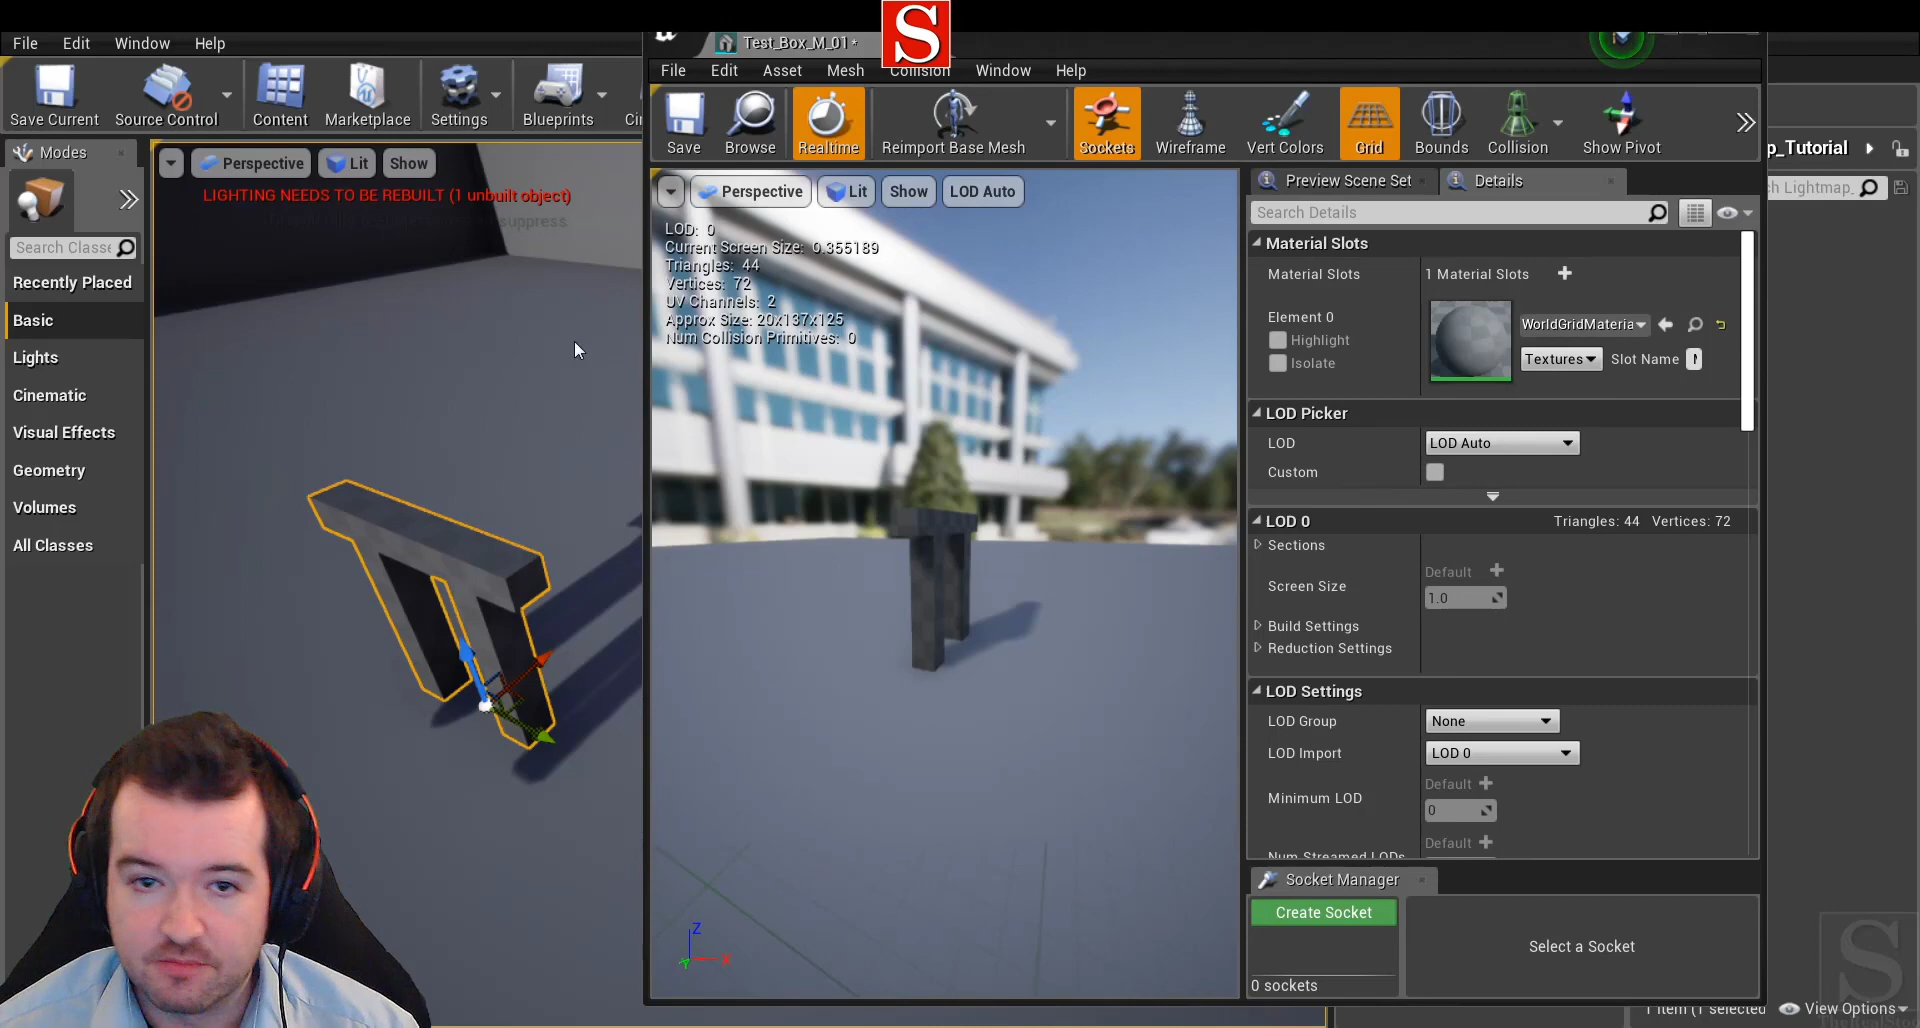 File Edit Window Help
Save Current Source Control Content Marketplace Settings Blueprints
Modes
Search Classe
Recently Placed
Basic
Lights
Cinematic
Visual Effects
Geometry
Volumes
All Classes
Perspective Lit Show
LIGHTING NEEDS TO BE REBUILT (1 unbuilt object)
suppress
S
Test_Box_M_01*
File Edit Asset Mesh Collision Window Help
Save Browse Realtime Reimport Base Mesh Sockets Wireframe Vert Colors Grid Bounds Collision Show Pivot
Perspective Lit Show LOD Auto
LOD: 0
Current Screen Size: 0.355189
Triangles: 44
Vertices: 72
UV Channels: 2
Approx Size: 20x137x125
Num Collision Primitives: 0
Z
Preview Scene Set Details
Search Details
Material Slots
Material Slots 1 Material Slots
Element 0
Highlight
Isolate
WorldGridMateria
Textures Slot Name
LOD Picker
LOD LOD Auto
Custom
LOD 0 Triangles: 44 Vertices: 72
Sections
Screen Size Default
1.0
Build Settings
Reduction Settings
LOD Settings
LOD Group None
LOD Import LOD 0
Minimum LOD Default
0
Num Streamed LODs Default
Socket Manager
Create Socket
Select a Socket
0 sockets
p_Tutorial
ch Lightmap_
1 item (1 selected View Options
S